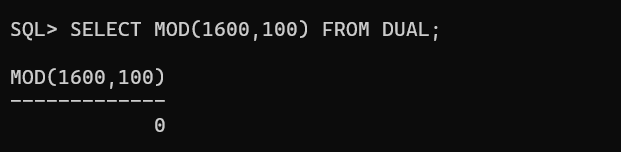 SQL> SELECT MOD(1600,100) FROM DUAL;
MOD(1600,100)
-------------
0